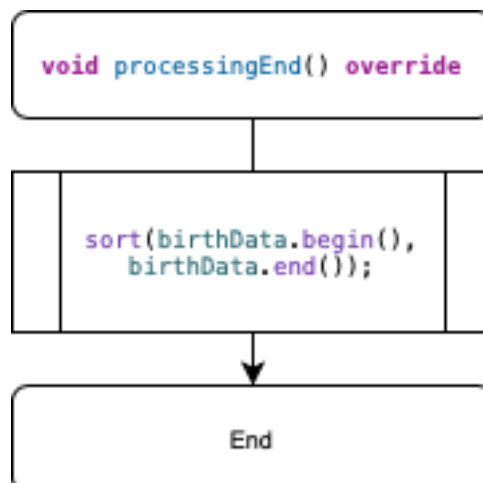 void processingEnd() override
sort(birthData.begin(),
birthData.end());
End